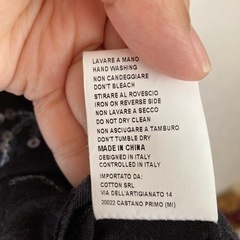 LAVARE A MANO
HAND WASHING
NON CANDEGGIARE
DON'T BLEACH
STIRARE AL ROVESCIO
IRON ON REVERSE SIDE
NON LAVARE A SECCO
DO NOT DRY CLEAN
NON ASCIUGARE A TAMBURO
DON'T TUMBLE DRY
MADE IN CHINA
DESIGNED IN ITALY
CONTROLLED IN ITALY
IMPORTATO DA:
COTTON SRL
VIA DELL'ARTIGIANATO 14
20022 CASTANO PRIMO (MI)